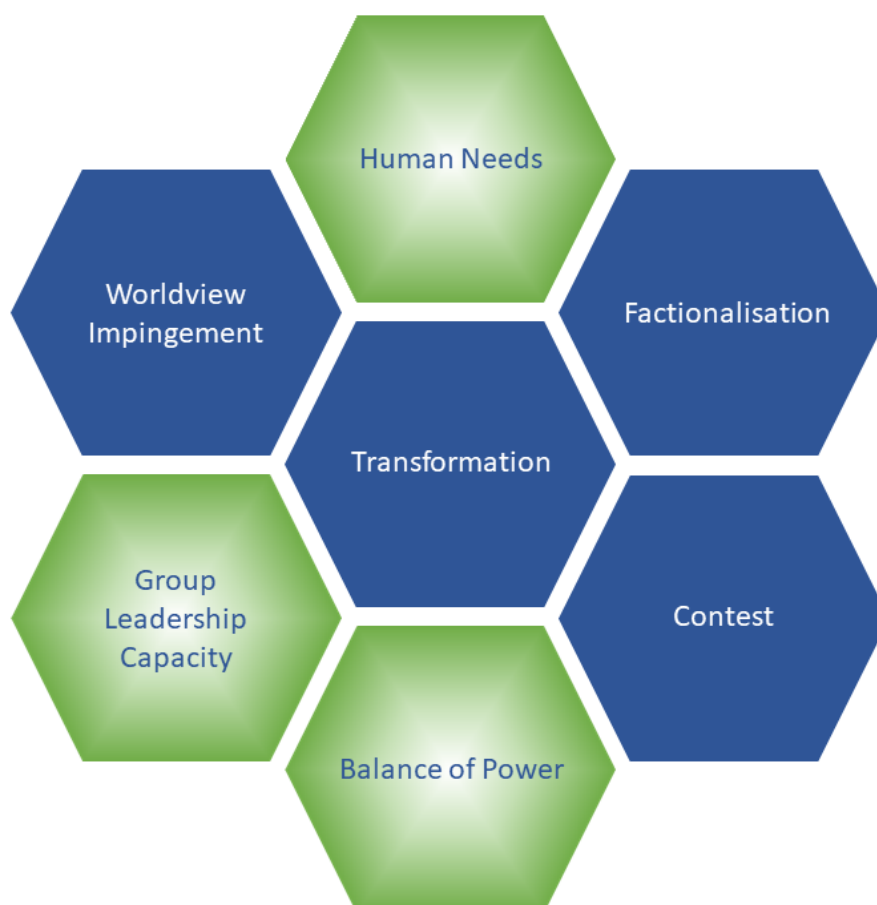 Human Needs
Worldview
Impingement
Factionalisation
Transformation
Group
Leadership
Capacity
Contest
Balance of Power